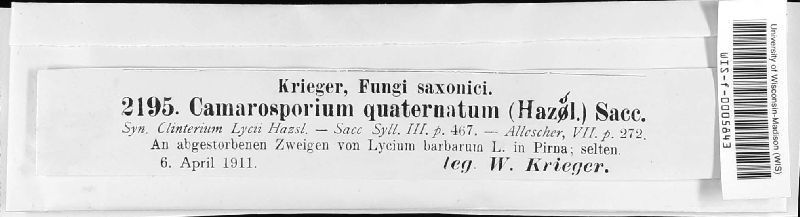 Krieger, Fungi saxonici.
2195. Camarosporium quaternatum (Hazsl.) Sacc.
Syn. Clinterium Lycii Hazsl. — Sacc Syll. III. p. 467. — Allescher, VII. p. 272.
An abgestorbenen Zweigen von Lycium barbarum L. in Pirna; selten.
6. April 1911. leg. W. Krieger.
University of Wisconsin-Madison (WIS)
WIS-f-0005843